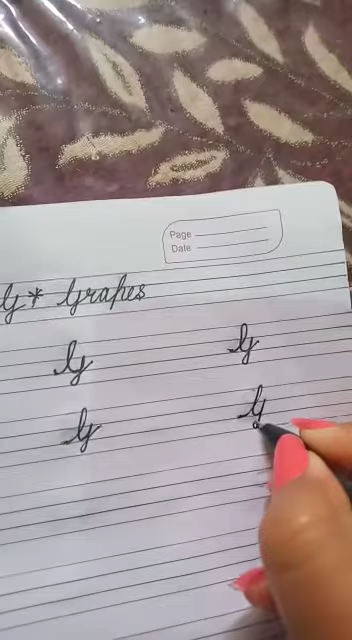 Page
Date
G * Grapes
G G
G G